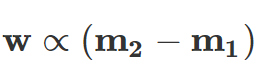 w ∝ (m₂ − m₁)